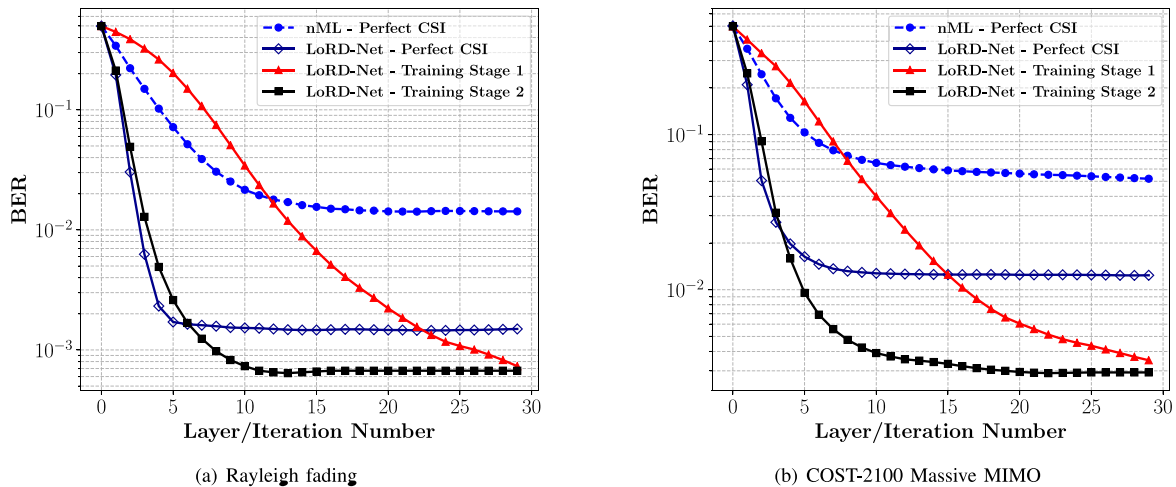 nML - Perfect CSI
LoRD-Net - Perfect CSI
LoRD-Net - Training Stage 1
LoRD-Net - Training Stage 2
BER
10⁻¹
10⁻²
10⁻³
0 5 10 15 20 25 30
Layer/Iteration Number
(a) Rayleigh fading
nML - Perfect CSI
LoRD-Net - Perfect CSI
LoRD-Net - Training Stage 1
LoRD-Net - Training Stage 2
BER
10⁻¹
10⁻²
0 5 10 15 20 25 30
Layer/Iteration Number
(b) COST-2100 Massive MIMO